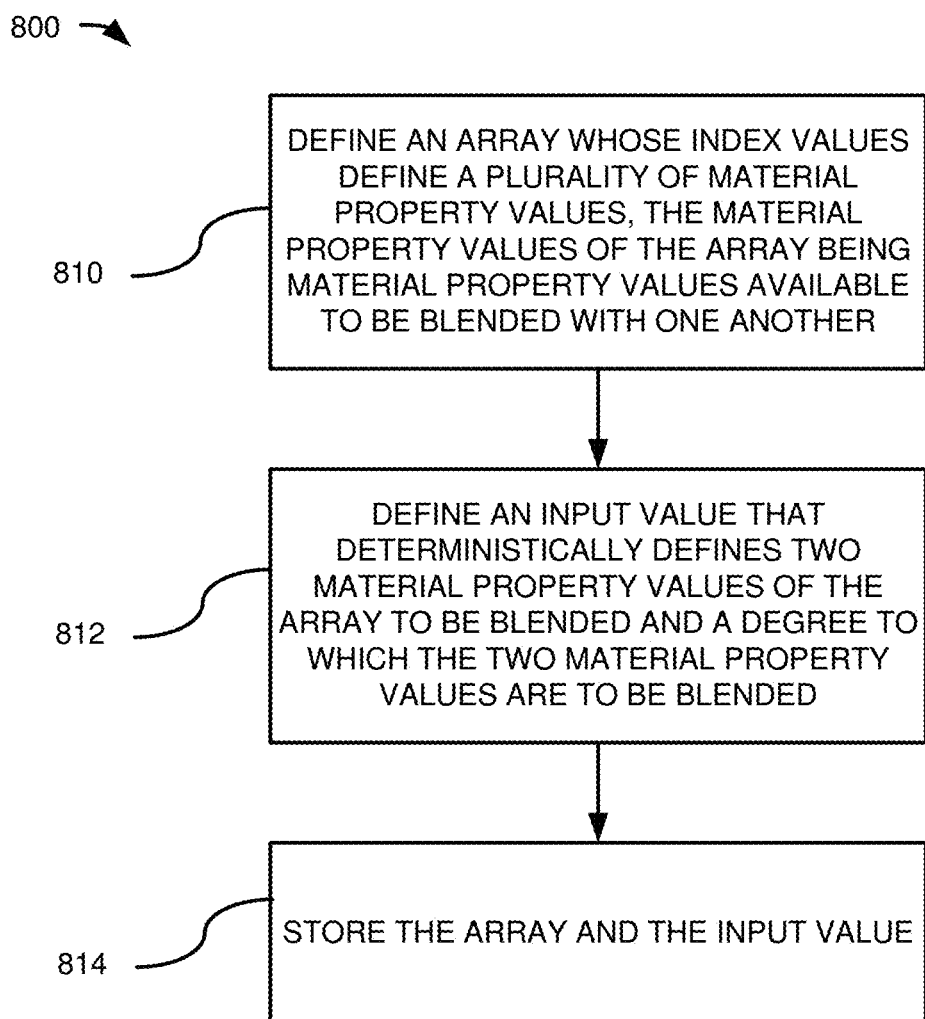 800
DEFINE AN ARRAY WHOSE INDEX VALUES
DEFINE A PLURALITY OF MATERIAL
PROPERTY VALUES, THE MATERIAL
PROPERTY VALUES OF THE ARRAY BEING
MATERIAL PROPERTY VALUES AVAILABLE
TO BE BLENDED WITH ONE ANOTHER
810
DEFINE AN INPUT VALUE THAT
DETERMINISTICALLY DEFINES TWO
MATERIAL PROPERTY VALUES OF THE
ARRAY TO BE BLENDED AND A DEGREE TO
WHICH THE TWO MATERIAL PROPERTY
VALUES ARE TO BE BLENDED
812
STORE THE ARRAY AND THE INPUT VALUE
814